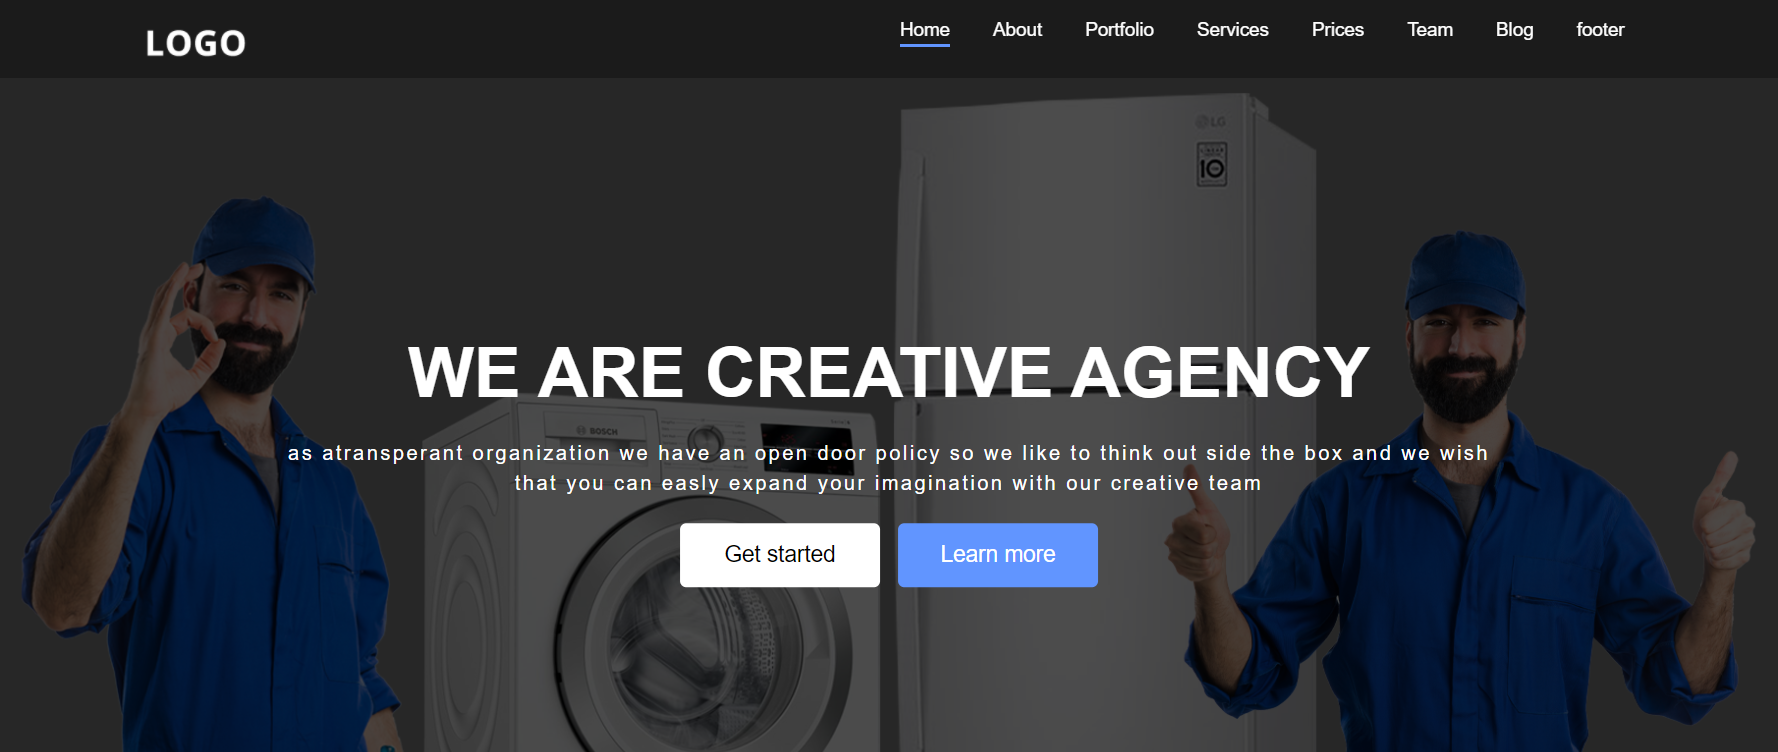 LOGO
Home About Portfolio Services Prices Team Blog footer
LG
10
WE ARE CREATIVE AGENCY
BOSCH
as atransperant organization we have an open door policy so we like to think out side the box and we wish
that you can easly expand your imagination with our creative team
Get started Learn more